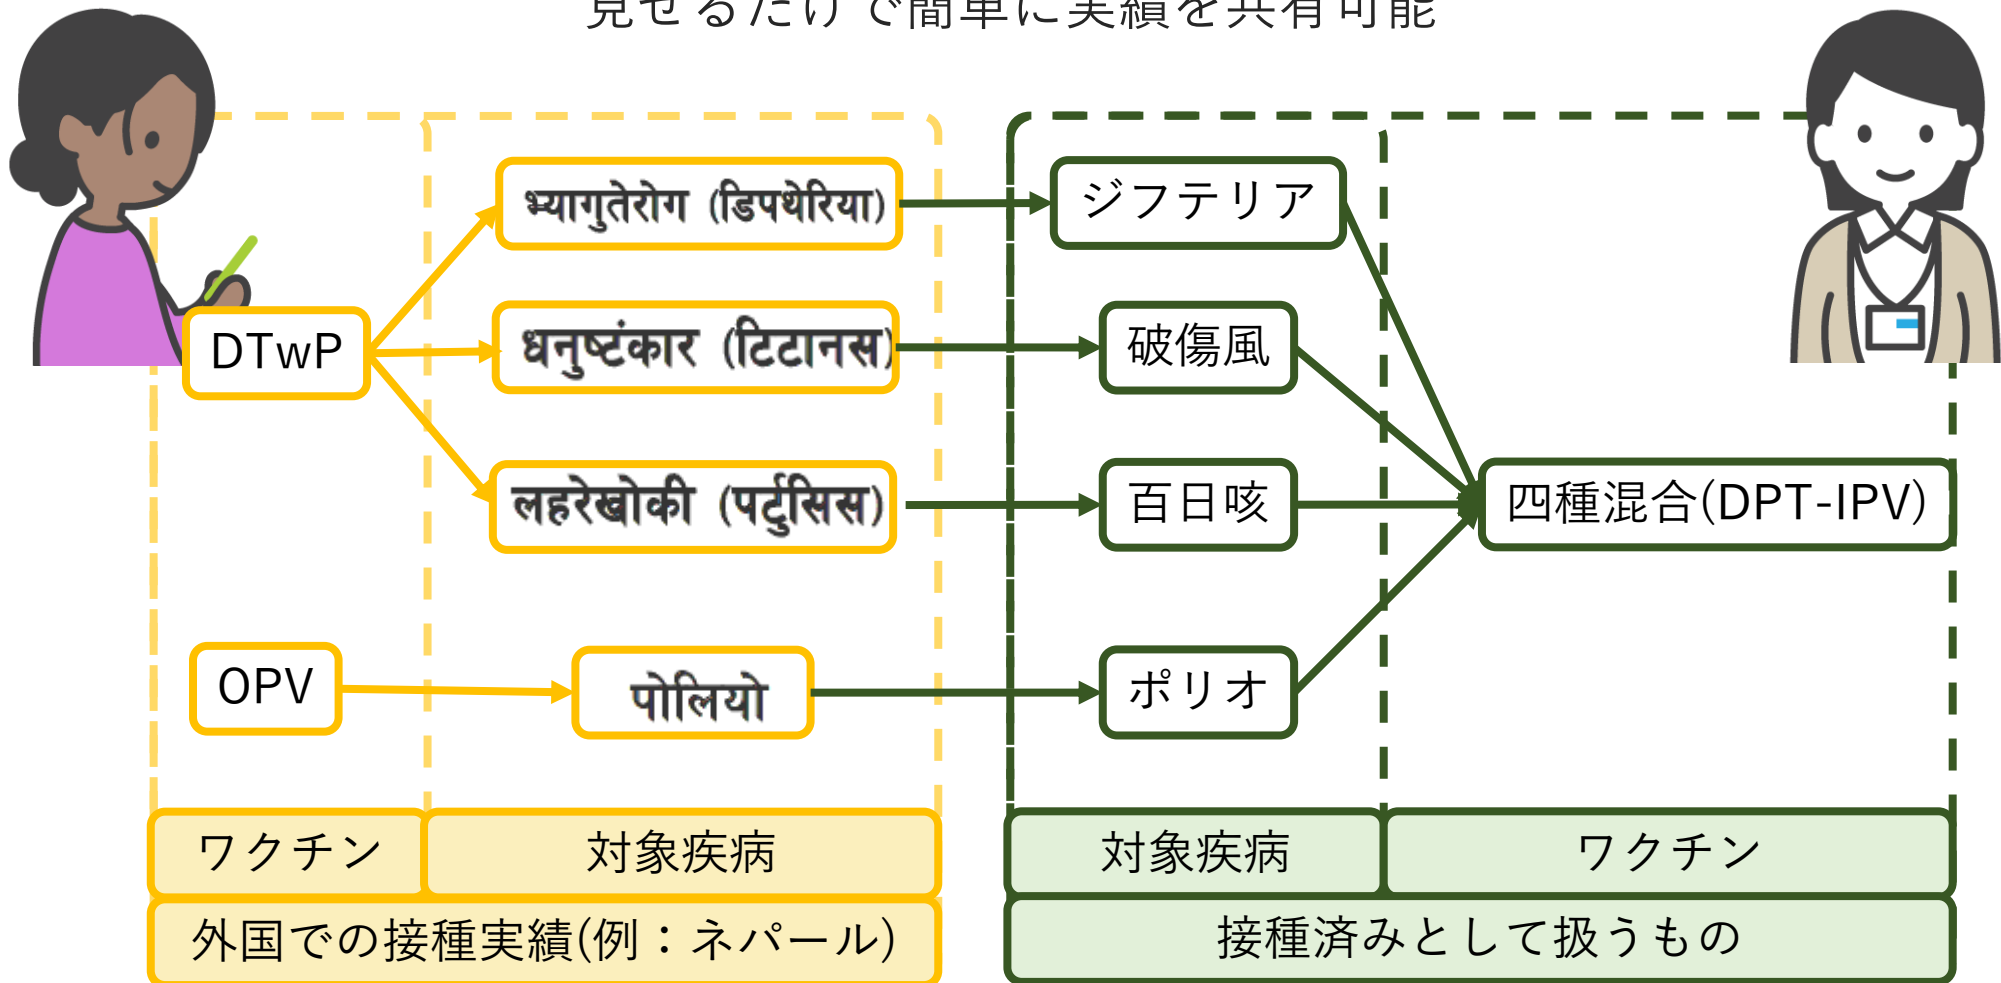 見せるだけで簡単に実績を共有可能
DTwP
भ्यागुतेरोग (डिपथेरिया)
ジフテリア
धनुष्टंकार (टिटानस)
破傷風
लहरेखोकी (पर्टुसिस)
百日咳
四種混合(DPT-IPV)
OPV
पोलियो
ポリオ
ワクチン
対象疾病
対象疾病
ワクチン
外国での接種実績(例：ネパール)
接種済みとして扱うもの